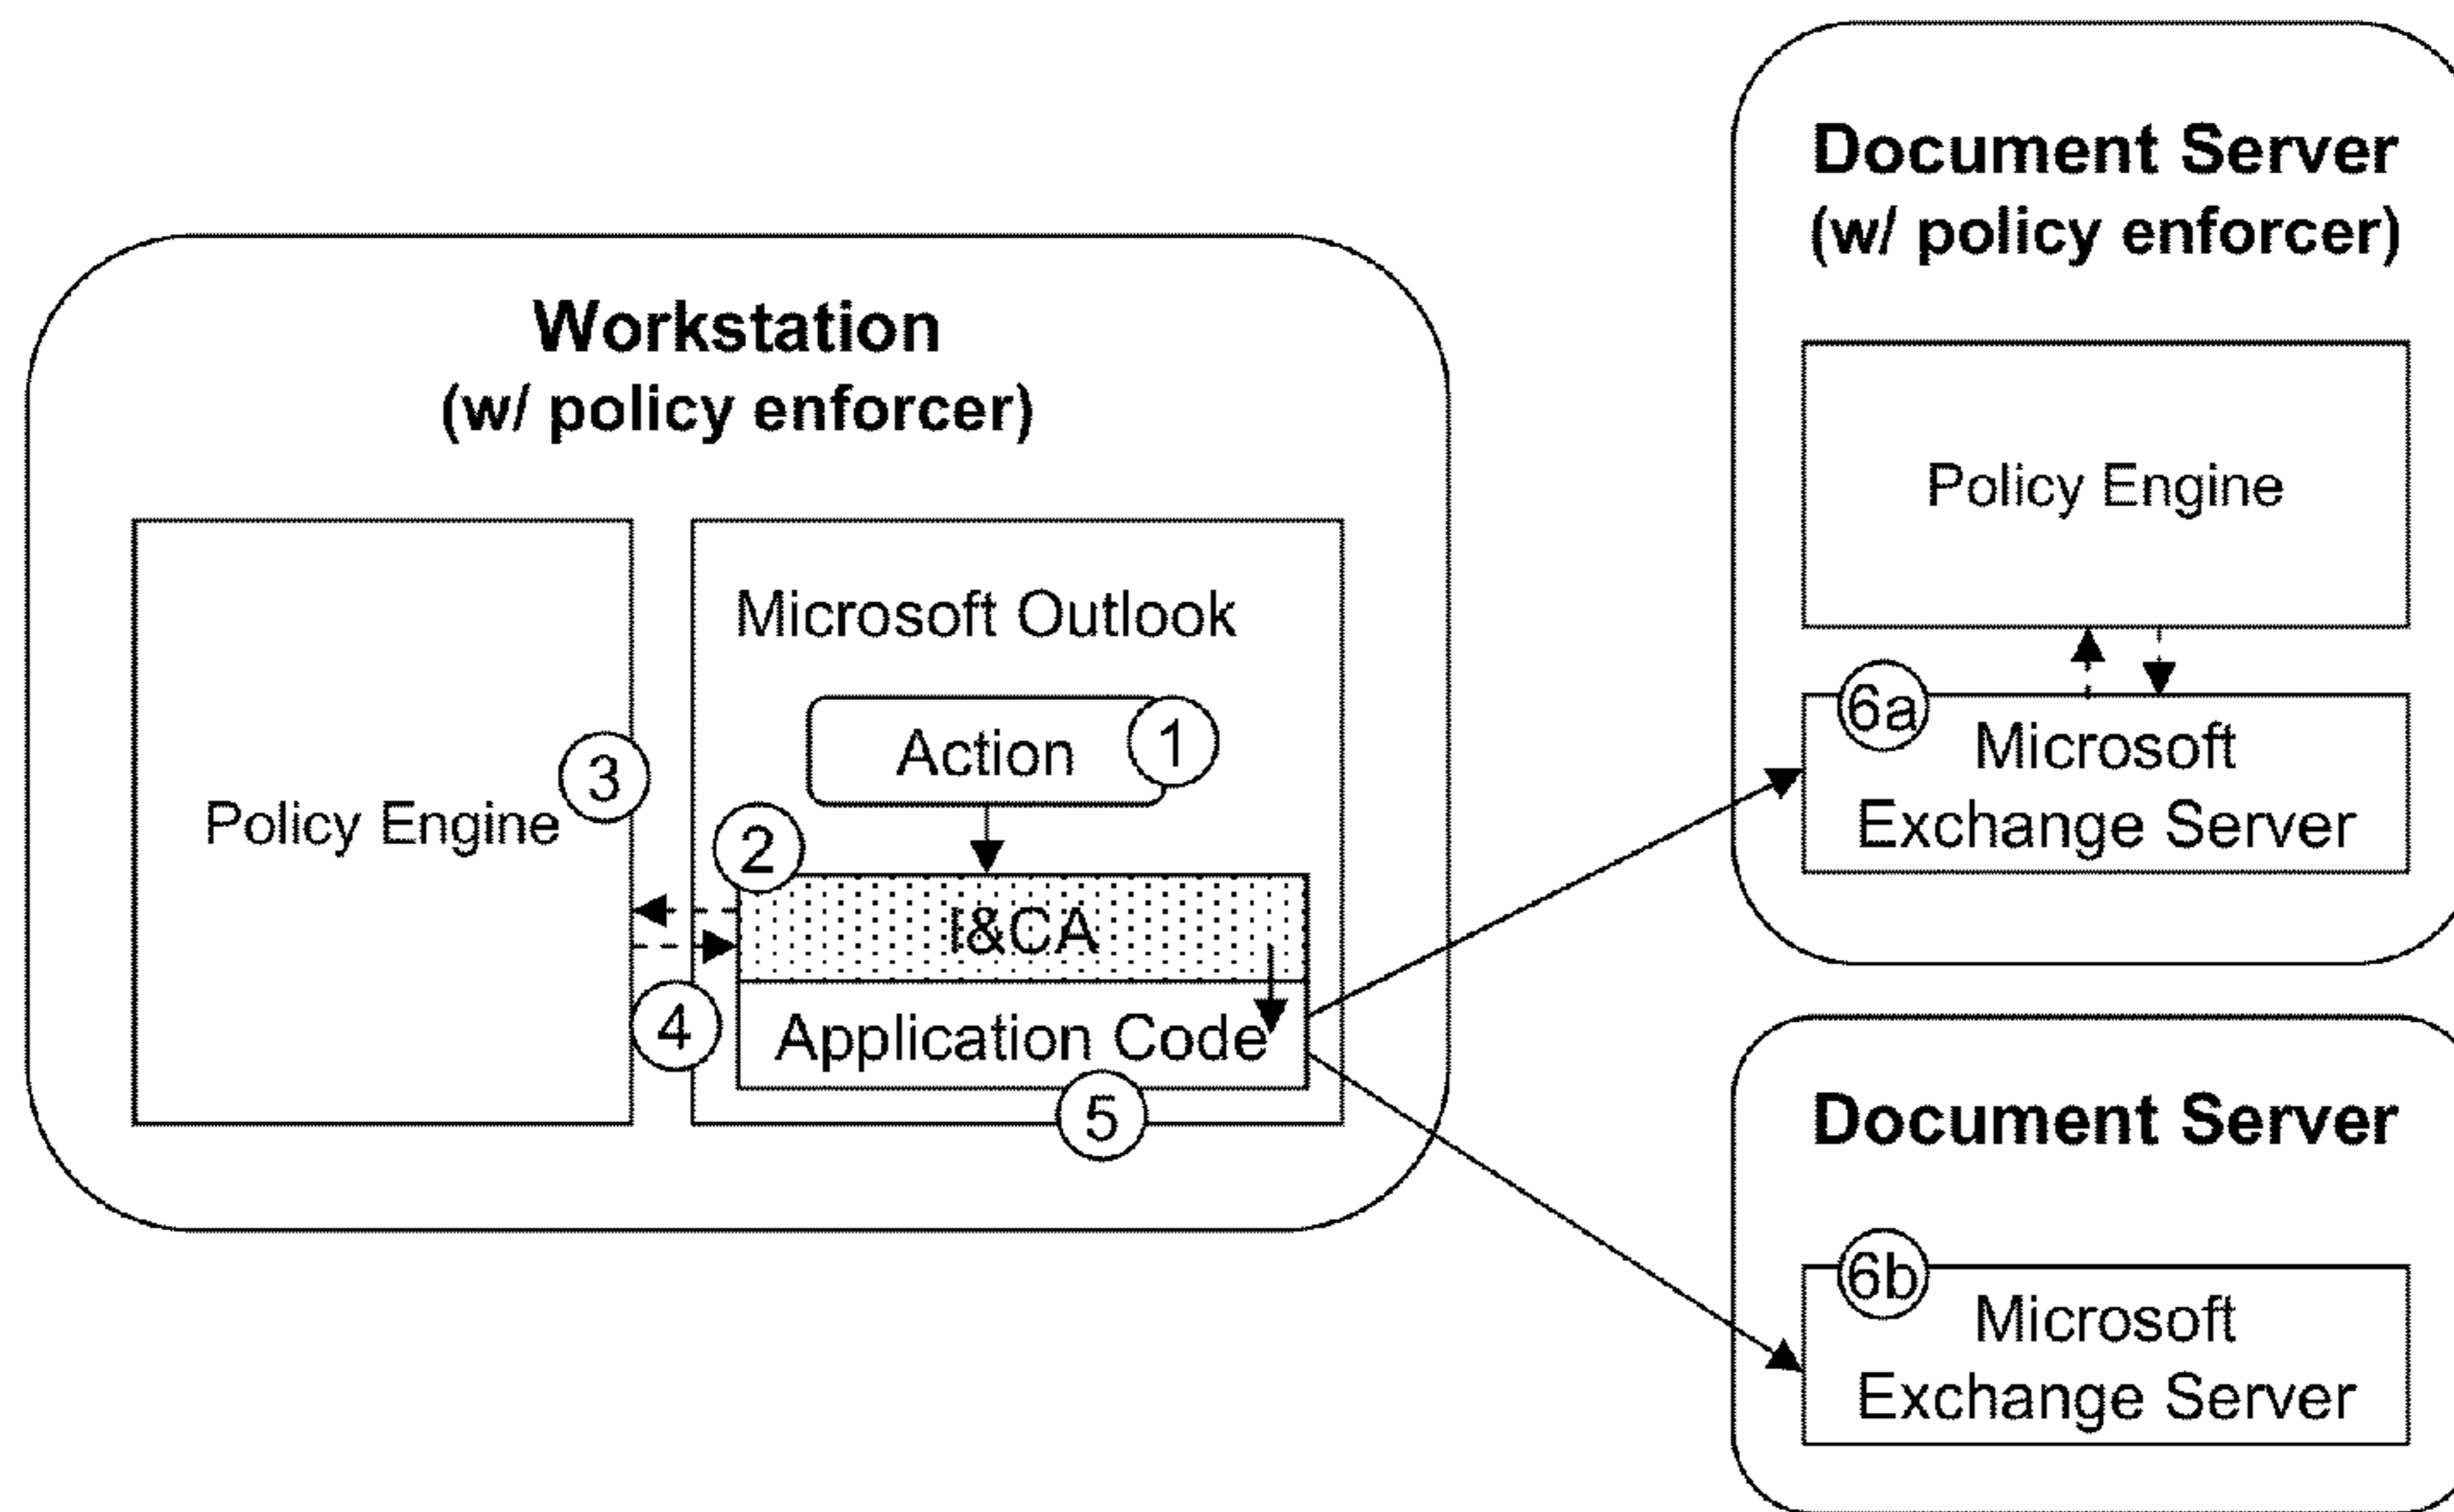 Workstation
(w/ policy enforcer)
Policy Engine
3
Microsoft Outlook
Action
1
2
I&CA
4
Application Code
5
Document Server
(w/ policy enforcer)
Policy Engine
6a
Microsoft
Exchange Server
Document Server
6b
Microsoft
Exchange Server